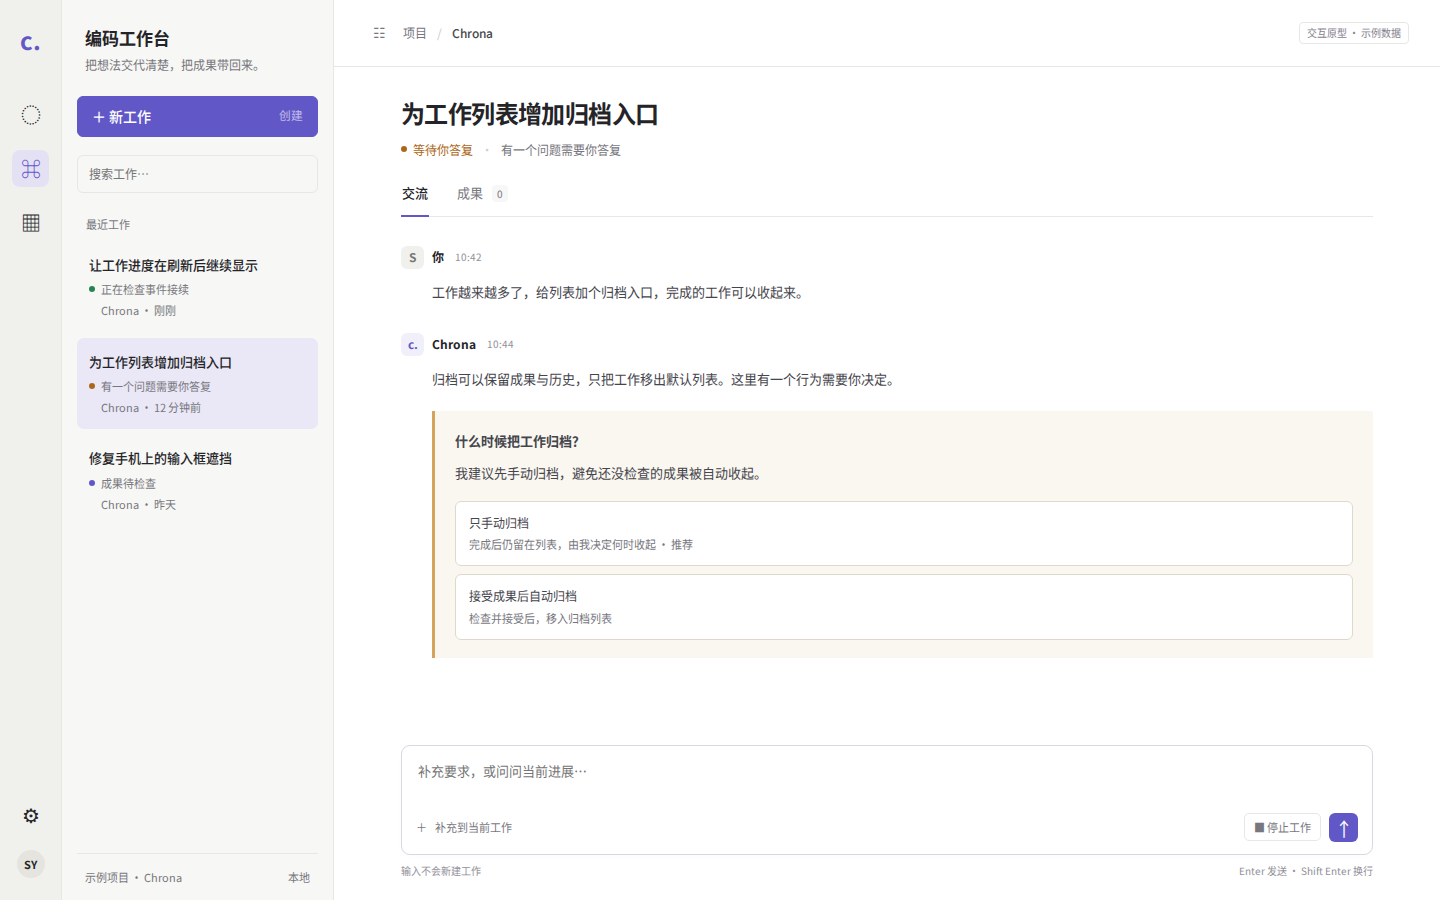 c.
编码工作台
把想法交代清楚，把成果带回来。
＋ 新工作 创建
搜索工作…
最近工作
让工作进度在刷新后继续显示
正在检查事件接续
Chrona · 刚刚
为工作列表增加归档入口
有一个问题需要你答复
Chrona · 12 分钟前
修复手机上的输入框遮挡
成果待检查
Chrona · 昨天
SY
示例项目 · Chrona 本地
项目 / Chrona
交互原型 · 示例数据
为工作列表增加归档入口
等待你答复 · 有一个问题需要你答复
交流 成果 0
S 你 10:42
工作越来越多了，给列表加个归档入口，完成的工作可以收起来。
c. Chrona 10:44
归档可以保留成果与历史，只把工作移出默认列表。这里有一个行为需要你决定。
什么时候把工作归档？
我建议先手动归档，避免还没检查的成果被自动收起。
只手动归档
完成后仍留在列表，由我决定何时收起 · 推荐
接受成果后自动归档
检查并接受后，移入归档列表
补充要求，或问问当前进展…
＋ 补充到当前工作 ■ 停止工作 ↑
输入不会新建工作 Enter 发送 · Shift Enter 换行